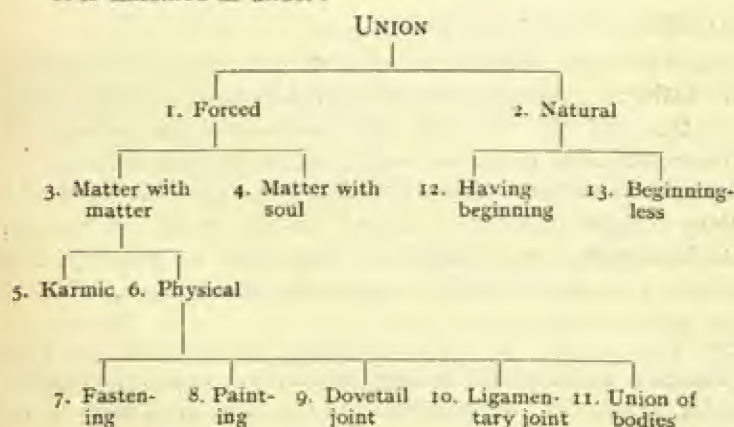 UNION
1. Forced 2. Natural
3. Matter with 4. Matter with 12. Having 13. Beginning-
matter soul beginning less
5. Karmic 6. Physical
7. Fasten- 8. Paint- 9. Dovetail 10. Ligamen- 11. Union of
ing ing joint tary joint bodies